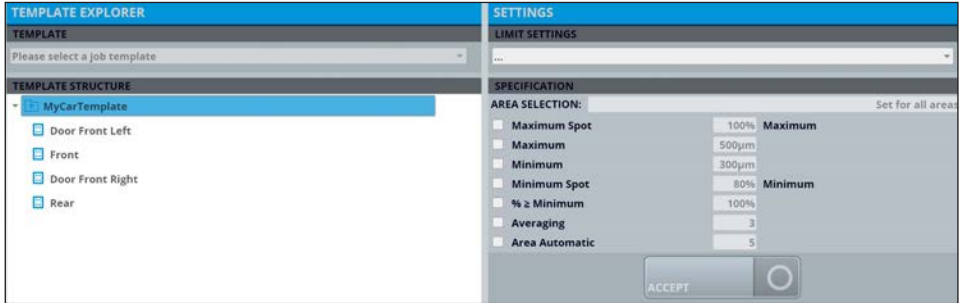 TEMPLATE EXPLORER
TEMPLATE
Please select a job template
TEMPLATE STRUCTURE
MyCarTemplate
Door Front Left
Front
Door Front Right
Rear
SETTINGS
LIMIT SETTINGS
...
SPECIFICATION
AREA SELECTION: Set for all areas
Maximum Spot 100% Maximum
Maximum 500µm
Minimum 300µm
Minimum Spot 80% Minimum
% ≥ Minimum 100%
Averaging 3
Area Automatic 5
ACCEPT